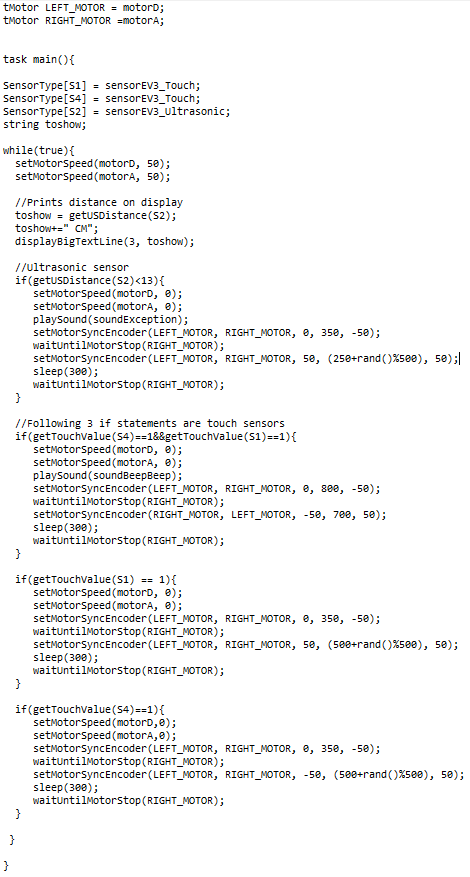 tMotor LEFT_MOTOR = motorD;
tMotor RIGHT_MOTOR =motorA;
task main(){
SensorType[S1] = sensorEV3_Touch;
SensorType[S4] = sensorEV3_Touch;
SensorType[S2] = sensorEV3_Ultrasonic;
string toshow;
while(true){
setMotorSpeed(motorD, 50);
setMotorSpeed(motorA, 50);
//Prints distance on display
toshow = getUSDistance(S2);
toshow+=" CM";
displayBigTextLine(3, toshow);
//Ultrasonic sensor
if(getUSDistance(S2)<13){
setMotorSpeed(motorD, 0);
setMotorSpeed(motorA, 0);
playSound(soundException);
setMotorSyncEncoder(LEFT_MOTOR, RIGHT_MOTOR, 0, 350, -50);
waitUntilMotorStop(RIGHT_MOTOR);
setMotorSyncEncoder(LEFT_MOTOR, RIGHT_MOTOR, 50, (250+rand()%500), 50);
sleep(300);
waitUntilMotorStop(RIGHT_MOTOR);
}
//Following 3 if statements are touch sensors
if(getTouchValue(S4)==1&&getTouchValue(S1)==1){
setMotorSpeed(motorD, 0);
setMotorSpeed(motorA, 0);
playSound(soundBeepBeep);
setMotorSyncEncoder(LEFT_MOTOR, RIGHT_MOTOR, 0, 800, -50);
waitUntilMotorStop(RIGHT_MOTOR);
setMotorSyncEncoder(RIGHT_MOTOR, LEFT_MOTOR, -50, 700, 50);
sleep(300);
waitUntilMotorStop(RIGHT_MOTOR);
}
if(getTouchValue(S1) == 1){
setMotorSpeed(motorD, 0);
setMotorSpeed(motorA, 0);
setMotorSyncEncoder(LEFT_MOTOR, RIGHT_MOTOR, 0, 350, -50);
waitUntilMotorStop(RIGHT_MOTOR);
setMotorSyncEncoder(LEFT_MOTOR, RIGHT_MOTOR, 50, (500+rand()%500), 50);
sleep(300);
waitUntilMotorStop(RIGHT_MOTOR);
}
if(getTouchValue(S4)==1){
setMotorSpeed(motorD,0);
setMotorSpeed(motorA,0);
setMotorSyncEncoder(LEFT_MOTOR, RIGHT_MOTOR, 0, 350, -50);
waitUntilMotorStop(RIGHT_MOTOR);
setMotorSyncEncoder(LEFT_MOTOR, RIGHT_MOTOR, -50, (500+rand()%500), 50);
sleep(300);
waitUntilMotorStop(RIGHT_MOTOR);
}
}
}